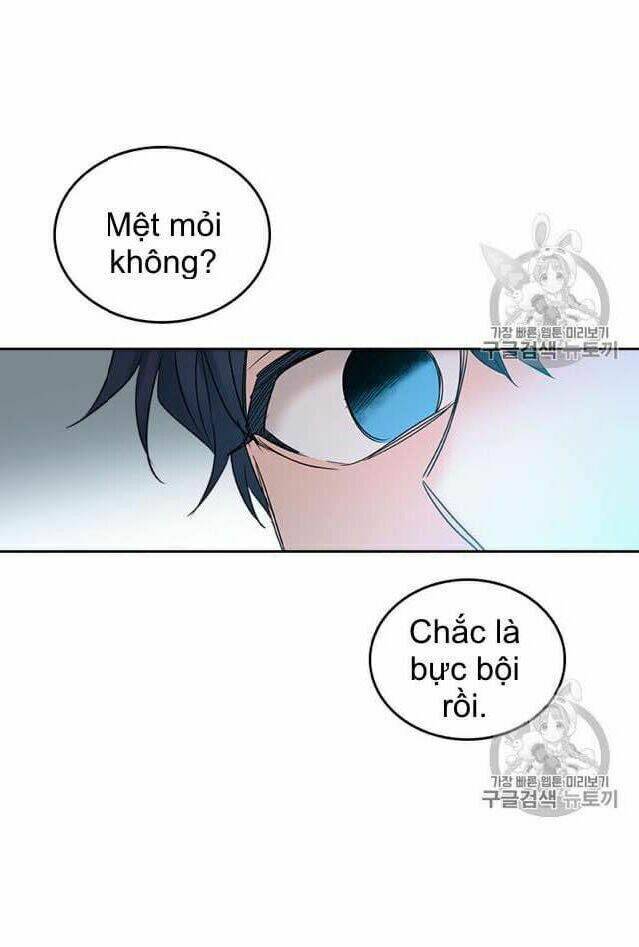 Mệt mỏi
không?
가장 빠른 웹툰 미리보기
구글검색 뉴토끼
Chắc là
bực bội
rồi.
가장 빠른 웹툰 미리보기
구글검색 뉴토끼